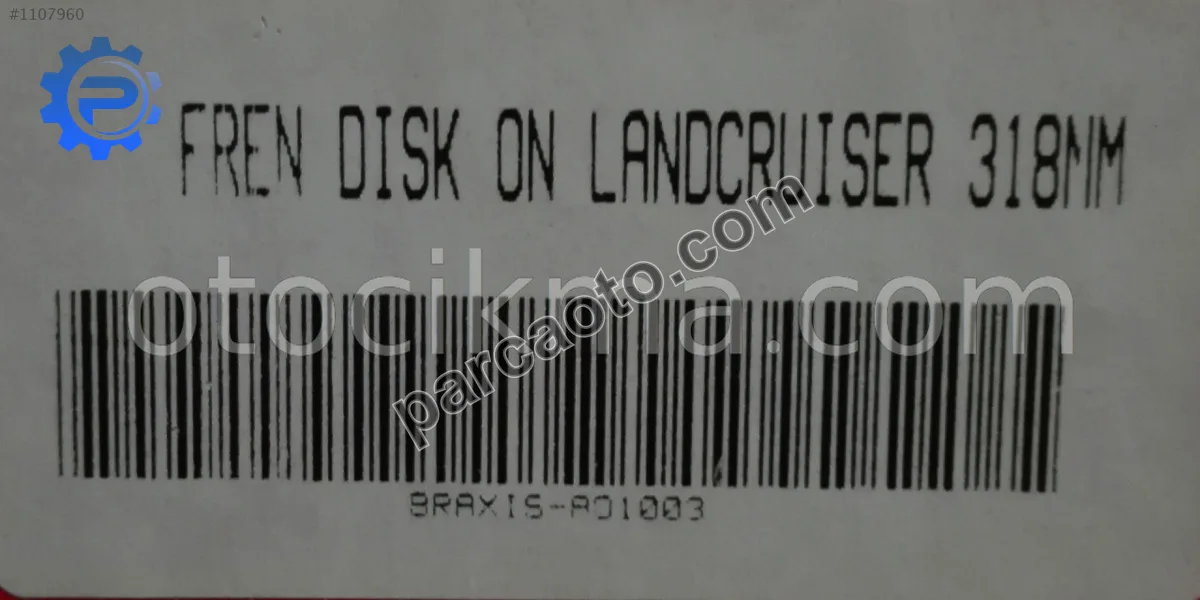 #1107960
FREN DISK ON LANDCRUISER 318MM
otocikma.com
parcaoto.com
BRAXIS-AD1003